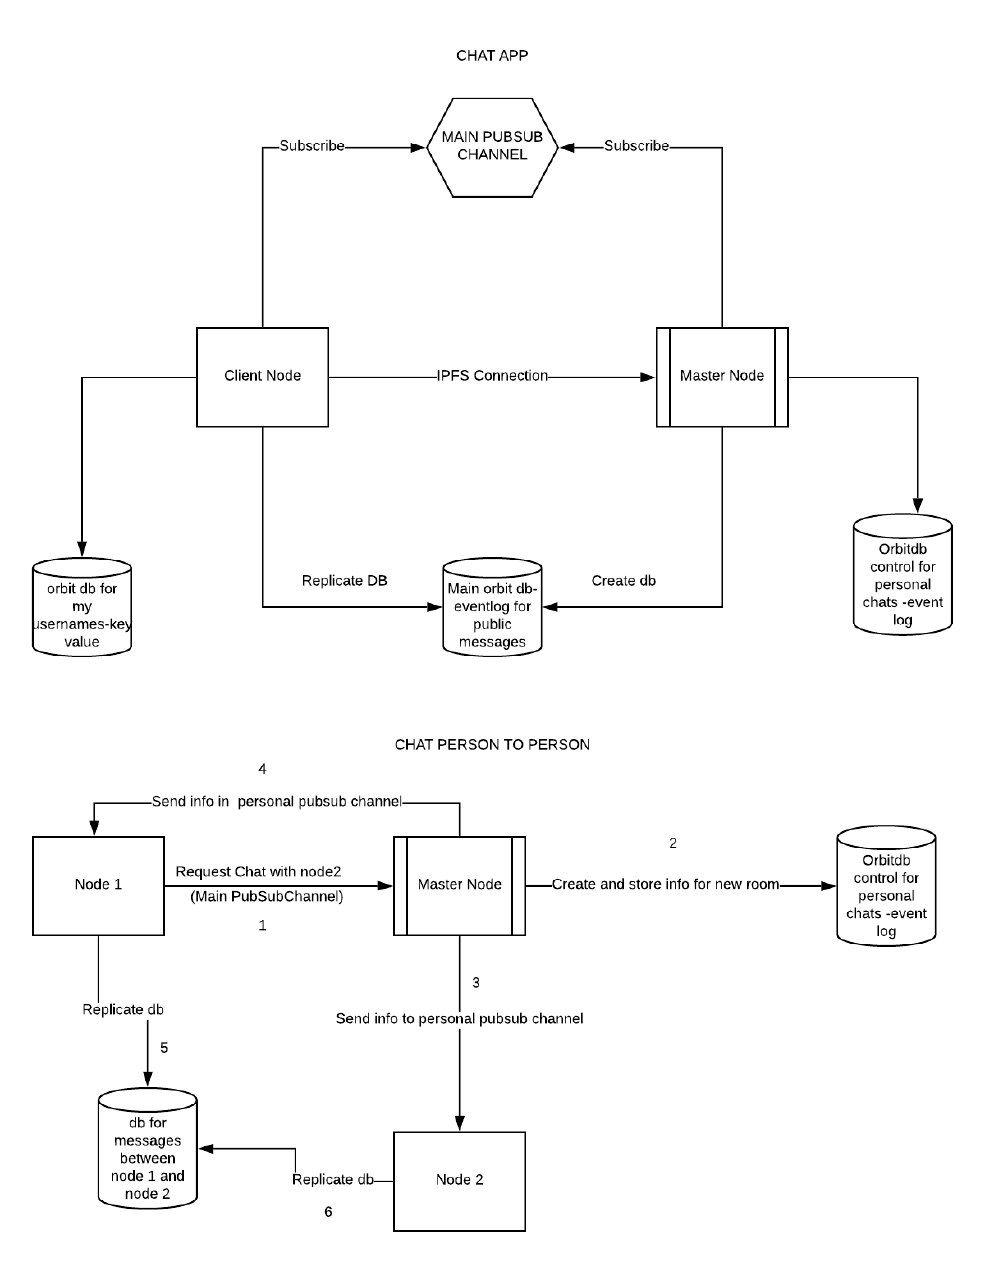 CHAT APP
MAIN PUBSUB
CHANNEL
Subscribe
Subscribe
Client Node
IPFS Connection
Master Node
Replicate DB
Create db
orbit db for
my
usernames-key
value
Main orbit db-
eventlog for
public
messages
Orbitdb
control for
personal
chats -event
log
CHAT PERSON TO PERSON
4
Send info in personal pubsub channel
Node 1
Request Chat with node2
(Main PubSubChannel)
1
Master Node
2
Create and store info for new room
Orbitdb
control for
personal
chats -event
log
3
Send info to personal pubsub channel
Replicate db
5
db for
messages
between
node 1 and
node 2
Replicate db
6
Node 2